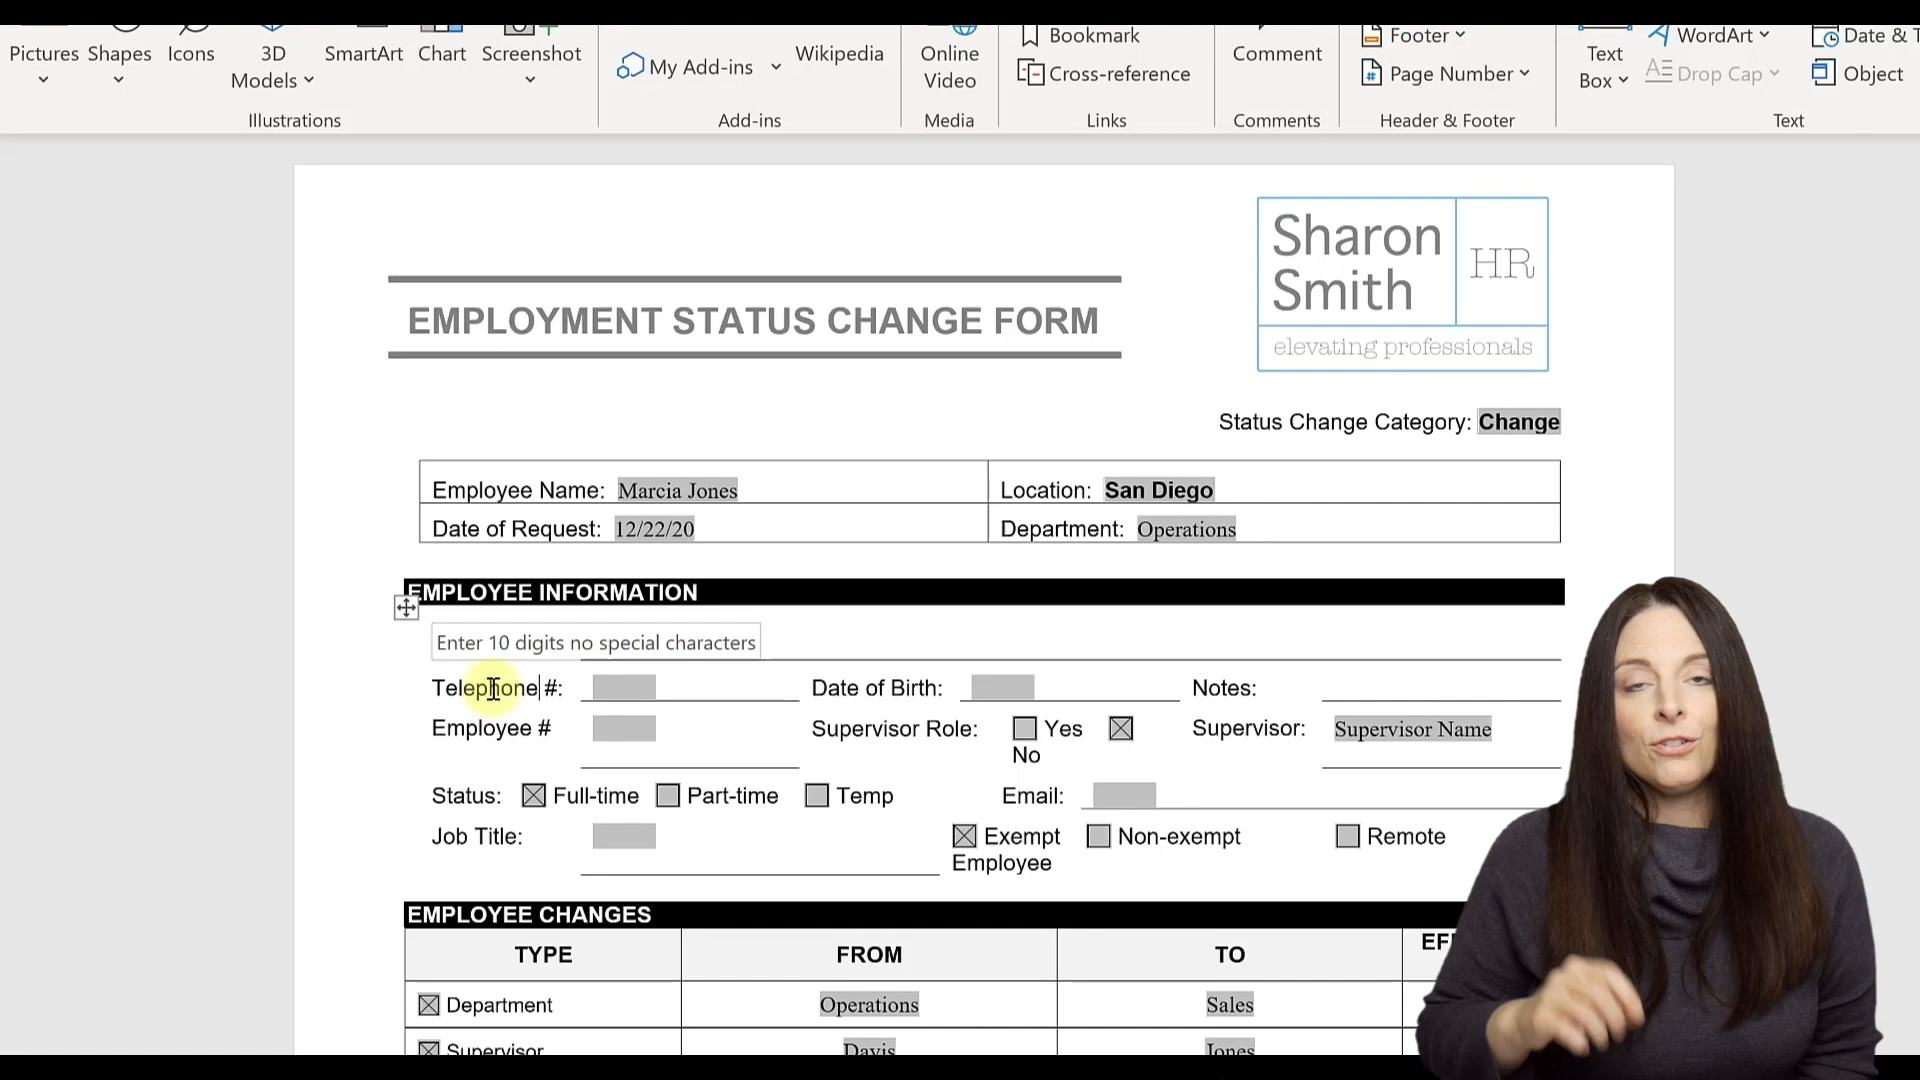 Pictures Shapes Icons 3D Models SmartArt Chart Screenshot
My Add-ins Wikipedia
Online Video
Bookmark
Cross-reference
Comment
Footer
Page Number
Text Box
WordArt
Drop Cap
Date & T
Object
Illustrations Add-ins Media Links Comments Header & Footer Text
Sharon
Smith
HR
elevating professionals
EMPLOYMENT STATUS CHANGE FORM
Status Change Category: Change
Employee Name: Marcia Jones Location: San Diego
Date of Request: 12/22/20 Department: Operations
EMPLOYEE INFORMATION
Enter 10 digits no special characters
Telephone #: Date of Birth: Notes:
Employee # Supervisor Role: Yes Supervisor: Supervisor Name
No
Status: Full-time Part-time Temp Email:
Job Title: Exempt Non-exempt Remote
Employee
EMPLOYEE CHANGES
TYPE FROM TO EF
Department Operations Sales
Supervisor Davis Jones